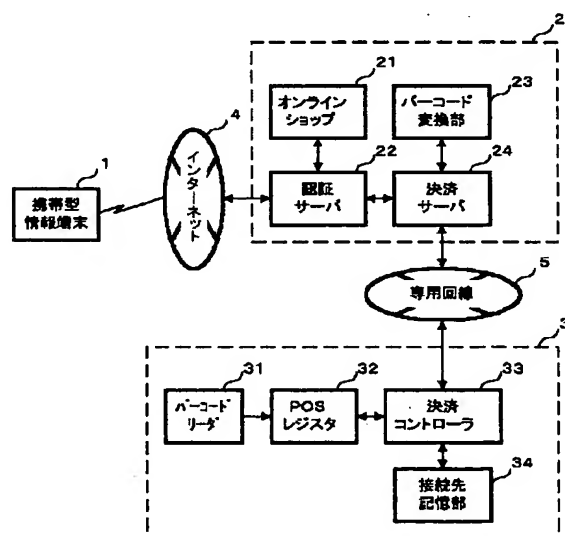 2
21
23
オンライン
ショップ
バーコード
変換部
4
22
24
1
インターネット
認証
サーバ
決済
サーバ
携帯型
情報端末
5
専用回線
3
31
32
33
バーコード
リーダ
POS
レジスタ
決済
コントローラ
34
接続先
記憶部